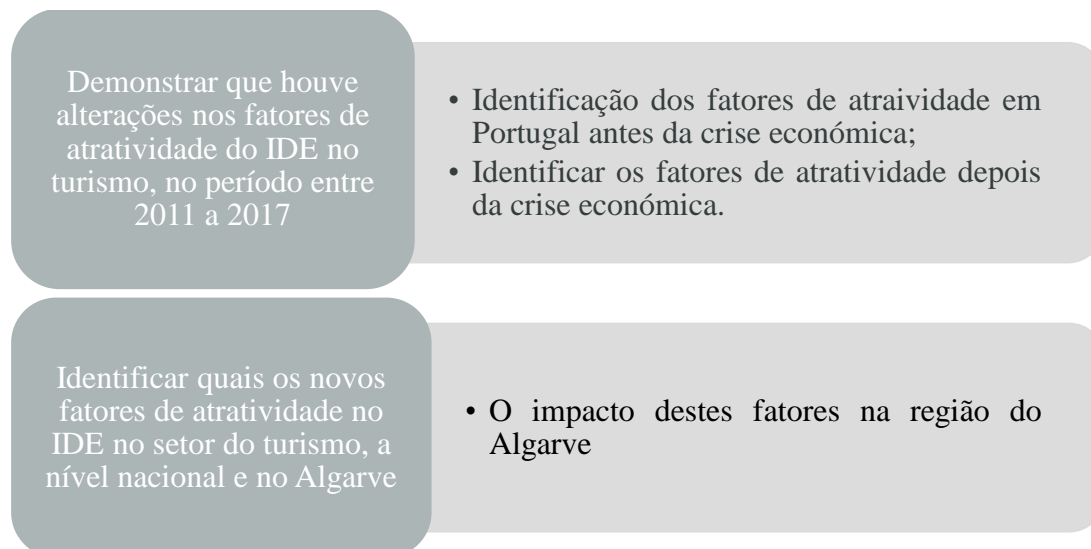 Demonstrar que houve
alterações nos fatores de
atratividade do IDE no
turismo, no período entre
2011 a 2017
• Identificação dos fatores de atraividade em
Portugal antes da crise económica;
• Identificar os fatores de atratividade depois
da crise económica.
Identificar quais os novos
fatores de atratividade no
IDE no setor do turismo, a
nível nacional e no Algarve
• O impacto destes fatores na região do
Algarve